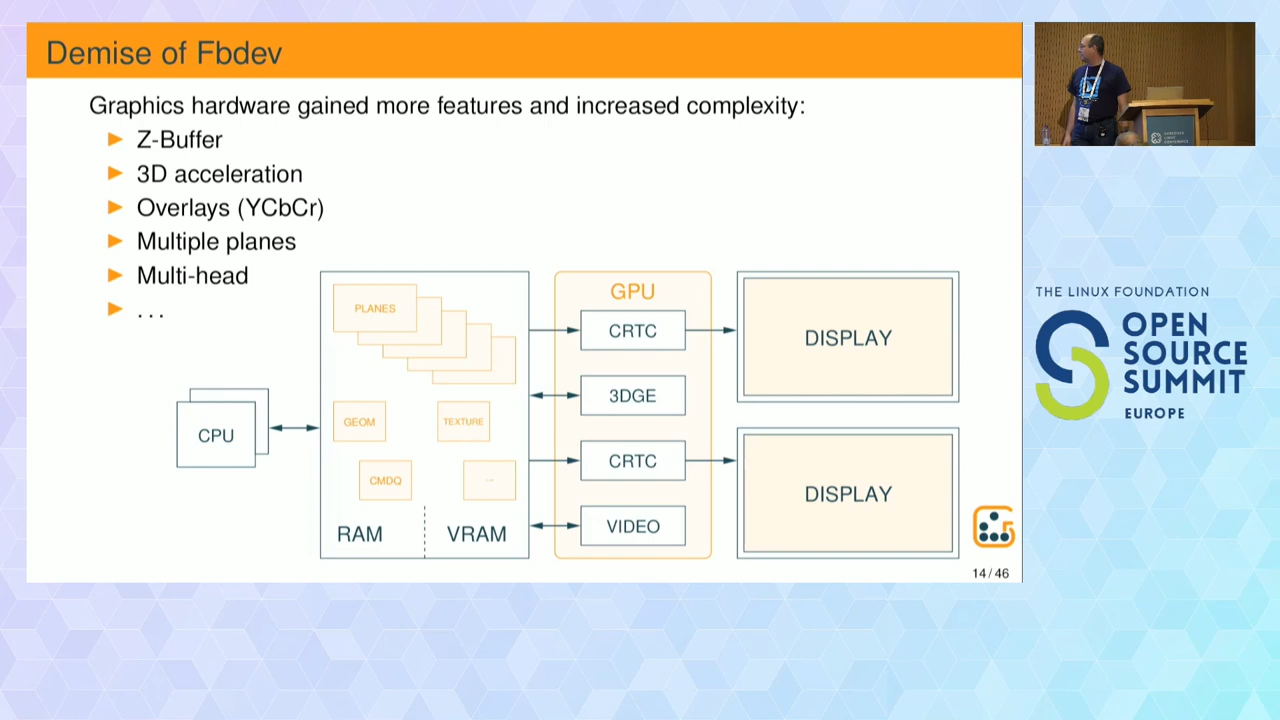 Demise of Fbdev
Graphics hardware gained more features and increased complexity:
Z-Buffer
3D acceleration
Overlays (YCbCr)
Multiple planes
Multi-head
. . .
PLANES
GEOM
TEXTURE
CMDQ
...
RAM
VRAM
CPU
GPU
CRTC
3DGE
CRTC
VIDEO
DISPLAY
DISPLAY
14 / 46
THE LINUX FOUNDATION
OPEN
SOURCE
SUMMIT
EUROPE